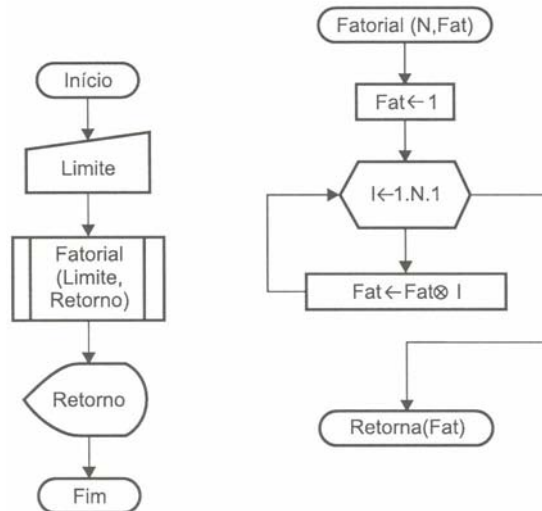 Início
Limite
Fatorial
(Limite,
Retorno)
Retorno
Fim
Fatorial (N,Fat)
Fat←1
I←1.N.1
Fat←Fat⊗ I
Retorna(Fat)